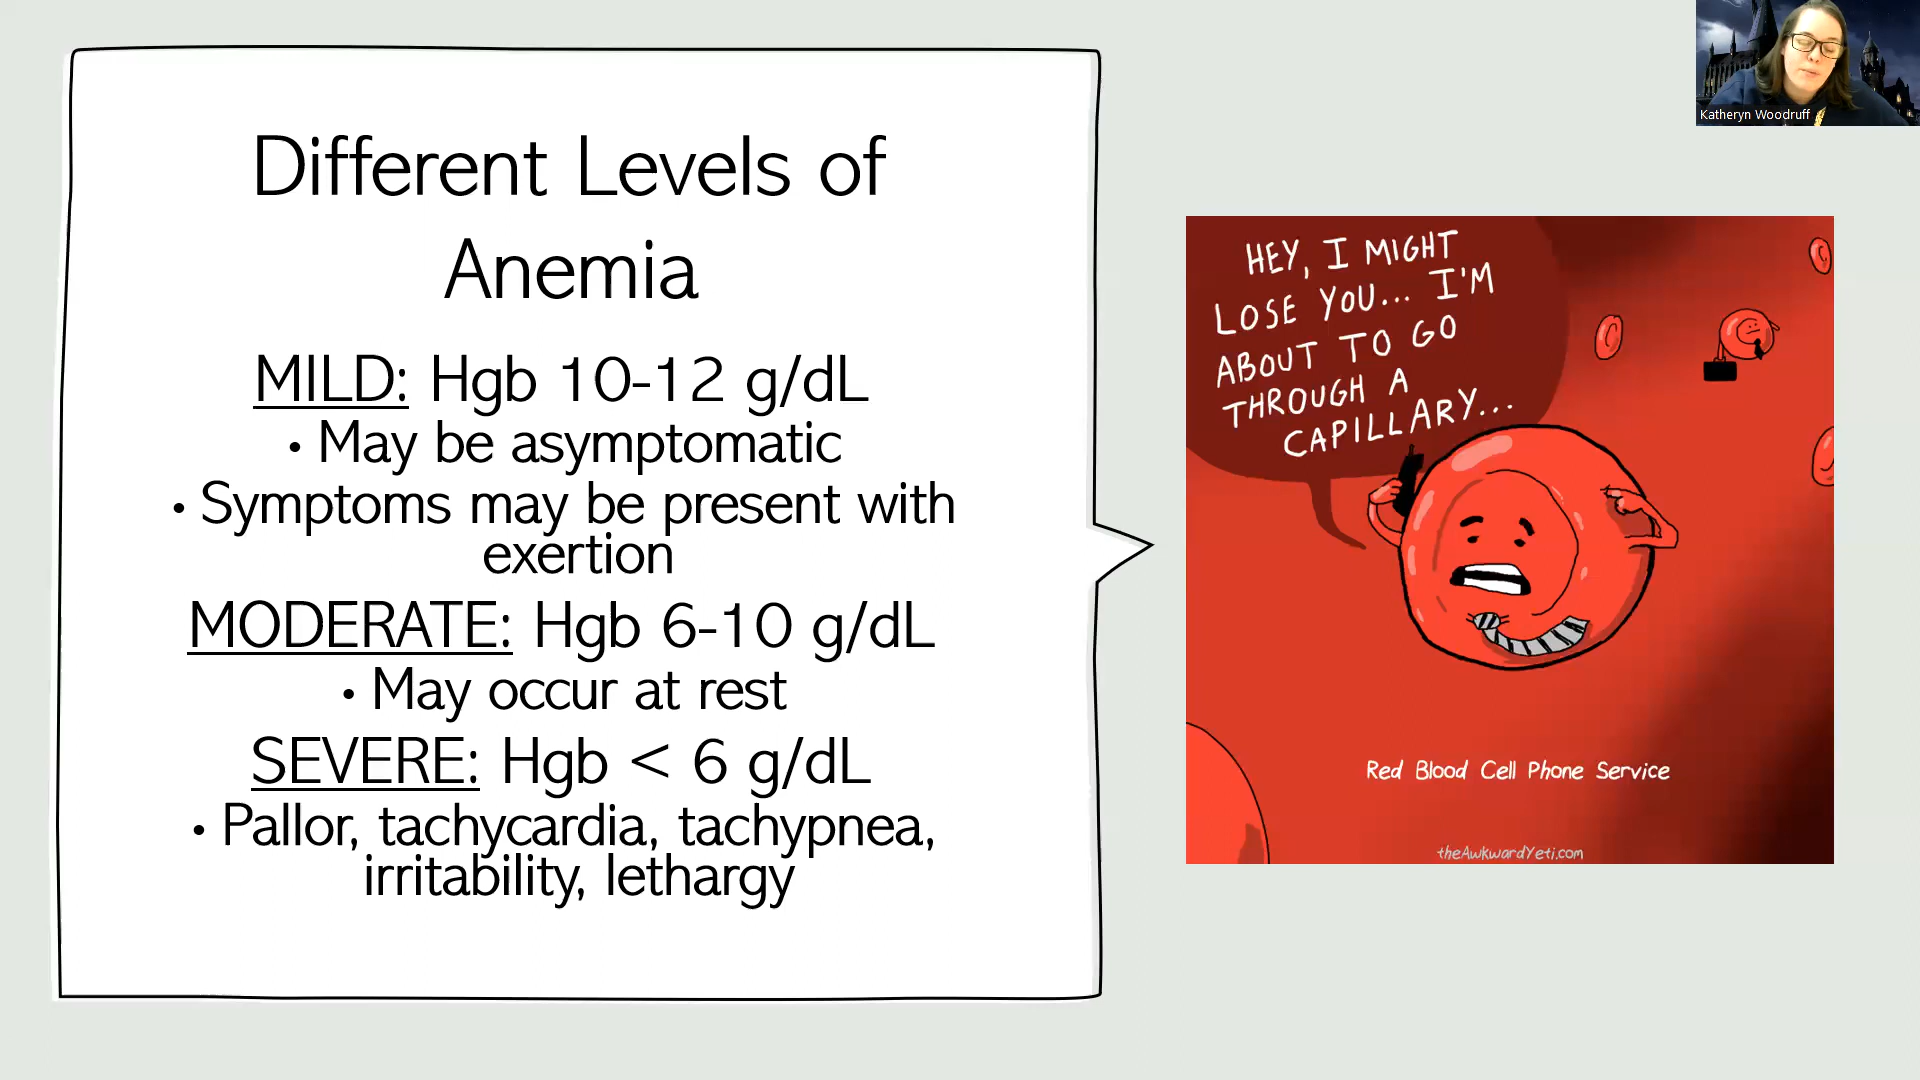 Different Levels of
Anemia
MILD: Hgb 10-12 g/dL
• May be asymptomatic
• Symptoms may be present with
exertion
MODERATE: Hgb 6-10 g/dL
• May occur at rest
SEVERE: Hgb < 6 g/dL
• Pallor, tachycardia, tachypnea,
irritability, lethargy
HEY, I MIGHT
LOSE YOU... I'M
ABOUT TO GO
THROUGH A
CAPILLARY...
Red Blood Cell Phone Service
theAwkwardYeti.com
Katheryn Woodruff